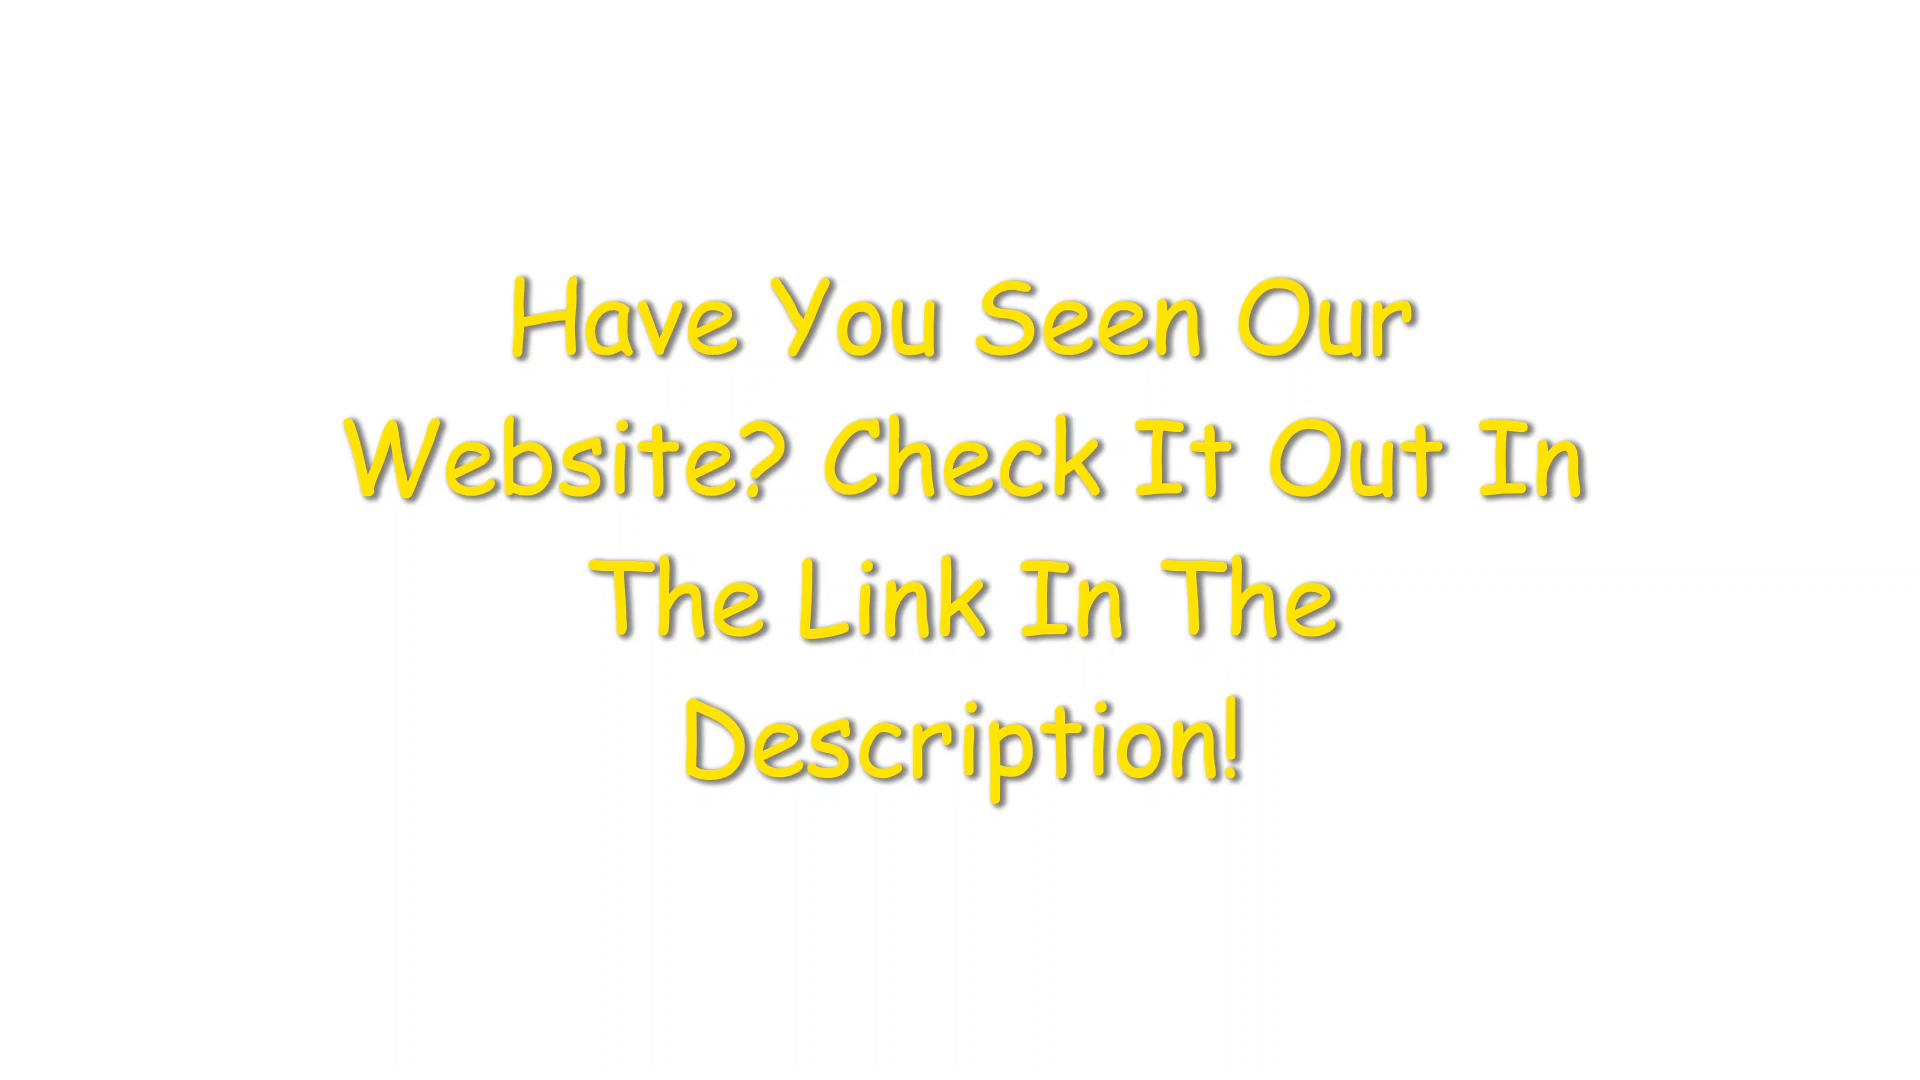 Have You Seen Our
Website? Check It Out In
The Link In The
Description!